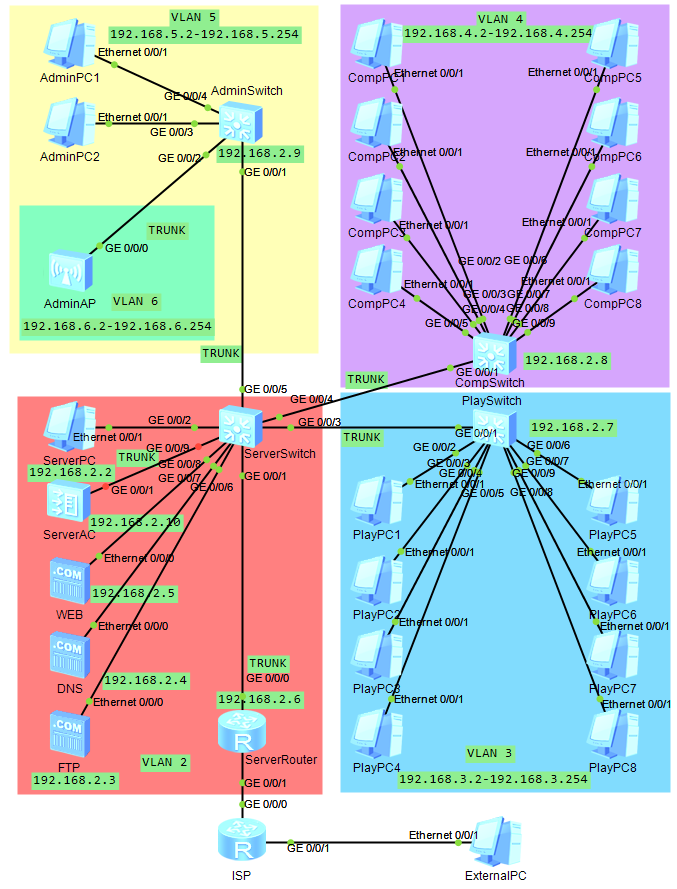 VLAN 5
192.168.5.2-192.168.5.254
Ethernet 0/0/1
AdminPC1
GE 0/0/4
AdminSwitch
Ethernet 0/0/1
GE 0/0/3
AdminPC2
GE 0/0/2
192.168.2.9
GE 0/0/1
TRUNK
GE 0/0/0
AdminAP
VLAN 6
192.168.6.2-192.168.6.254
TRUNK
VLAN 4
192.168.4.2-192.168.4.254
CompPC1
Ethernet 0/0/1
Ethernet 0/0/1
CompPC5
CompPC2
Ethernet 0/0/1
Ethernet 0/0/1
CompPC6
CompPC3
Ethernet 0/0/1
Ethernet 0/0/1
CompPC7
CompPC4
Ethernet 0/0/1
Ethernet 0/0/1
CompPC8
GE 0/0/2
GE 0/0/6
GE 0/0/3
GE 0/0/7
GE 0/0/4
GE 0/0/8
GE 0/0/5
GE 0/0/9
GE 0/0/1
192.168.2.8
CompSwitch
TRUNK
GE 0/0/5
GE 0/0/4
GE 0/0/2
GE 0/0/3
Ethernet 0/0/1
ServerPC
GE 0/0/9
ServerSwitch
TRUNK
GE 0/0/8
192.168.2.2
GE 0/0/7
GE 0/0/1
GE 0/0/6
GE 0/0/1
ServerAC
192.168.2.10
Ethernet 0/0/0
192.168.2.5
WEB
Ethernet 0/0/0
DNS
192.168.2.4
Ethernet 0/0/0
FTP
192.168.2.3
VLAN 2
TRUNK
GE 0/0/0
192.168.2.6
ServerRouter
GE 0/0/1
GE 0/0/0
ISP
GE 0/0/1
Ethernet 0/0/1
ExternalPC
PlaySwitch
192.168.2.7
TRUNK
GE 0/0/1
GE 0/0/2
GE 0/0/6
GE 0/0/3
GE 0/0/7
GE 0/0/4
GE 0/0/9
GE 0/0/5
GE 0/0/8
Ethernet 0/0/1
Ethernet 0/0/1
PlayPC1
PlayPC5
Ethernet 0/0/1
Ethernet 0/0/1
PlayPC2
PlayPC6
Ethernet 0/0/1
Ethernet 0/0/1
PlayPC3
PlayPC7
Ethernet 0/0/1
Ethernet 0/0/1
PlayPC4
PlayPC8
VLAN 3
192.168.3.2-192.168.3.254